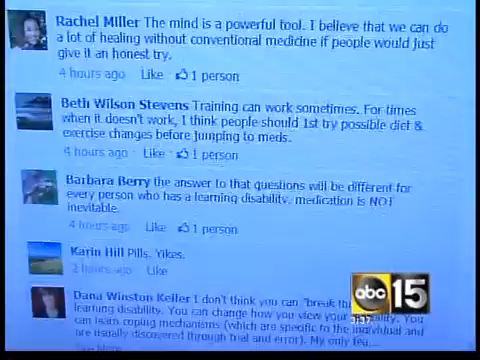 Rachel Miller The mind is a powerful tool. I believe that we can do
a lot of healing without conventional medicine if people would just
give it an honest try.
4 hours ago · Like · 1 person
Beth Wilson Stevens Training can work sometimes. For times
when it doesn't work, I think people should 1st try possible diet &
exercise changes before jumping to meds.
4 hours ago · Like · 1 person
Barbara Berry the answer to that questions will be different for
every person who has a learning disability. medication is NOT
inevitable.
4 hours ago · Like · 1 person
Karin Hill Pills. Yikes.
2 hours ago · Like
Dana Winston Keller I don't think you can "break
learning disability. You can change how you view your
can learn coping mechanisms (which are specific to the individual and
are usually discovered through trial and error). My only
abc 15